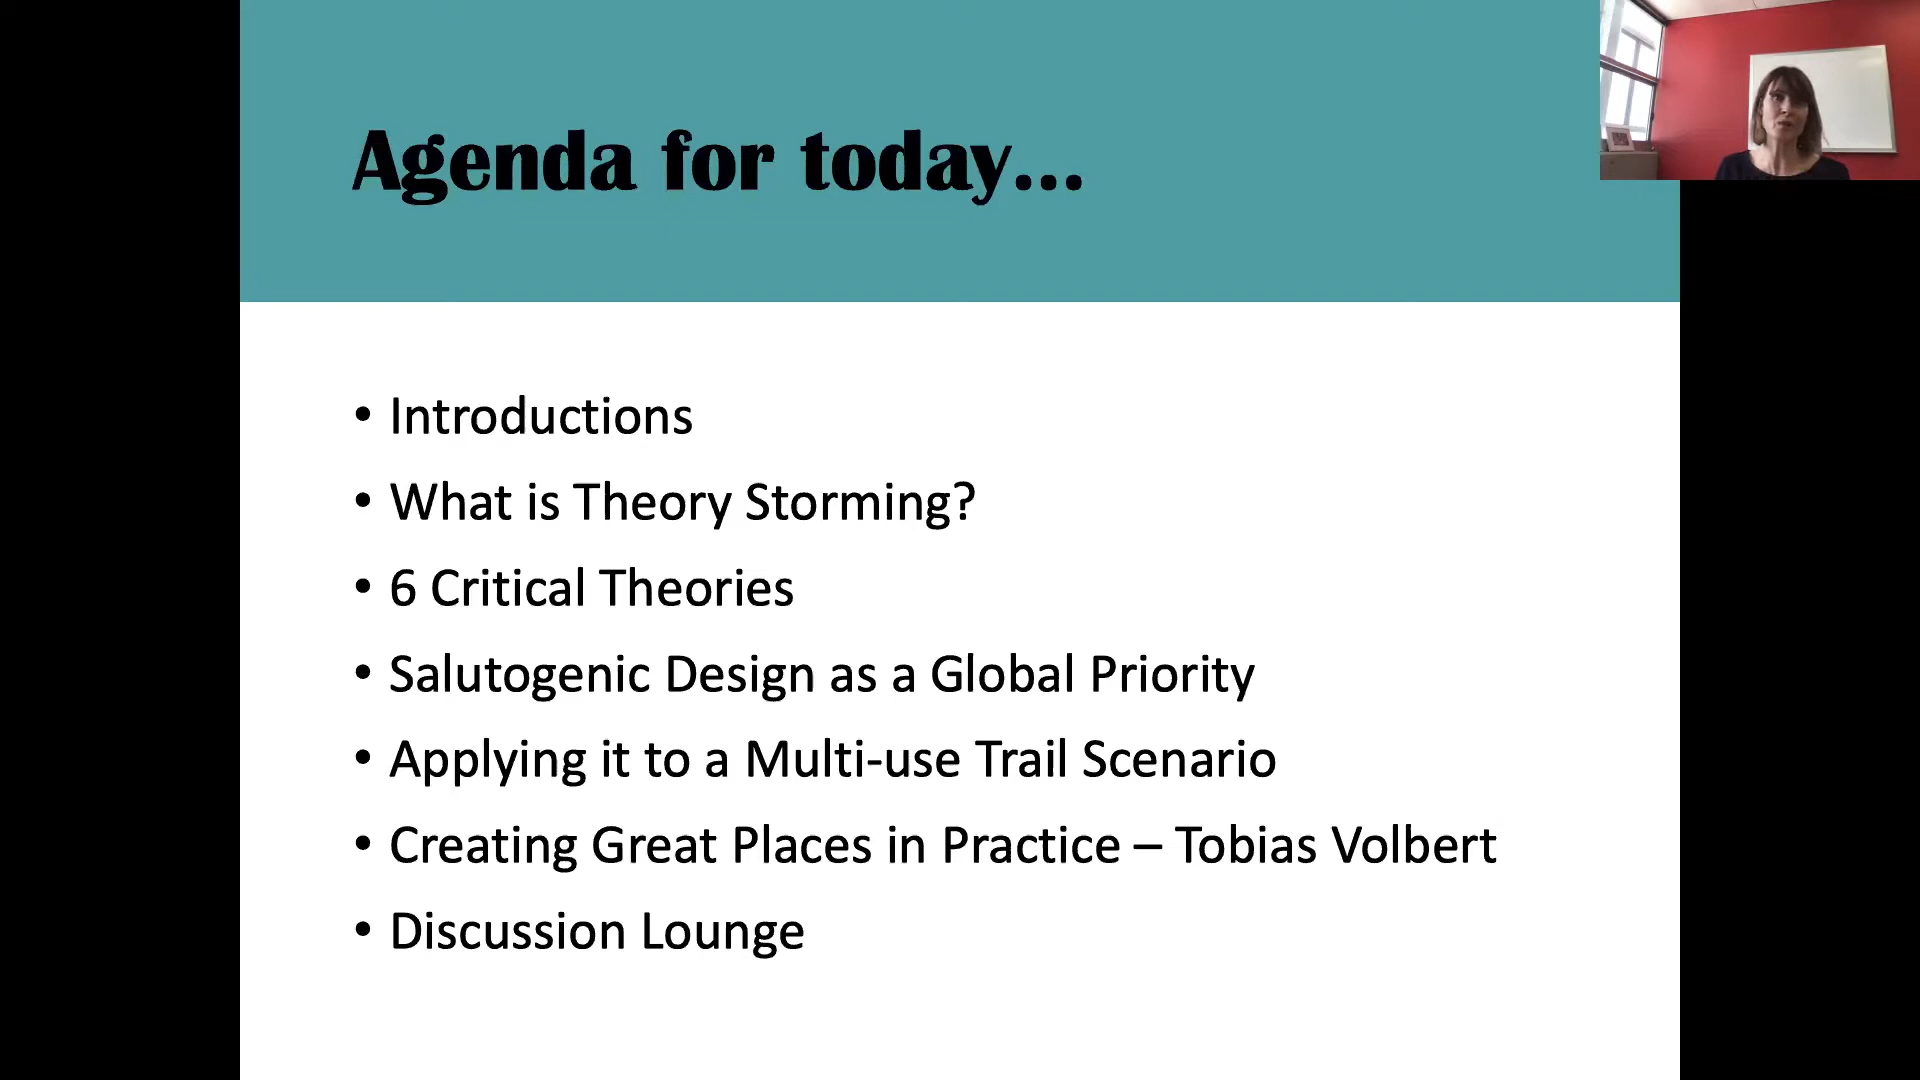 Agenda for today...
• Introductions
• What is Theory Storming?
• 6 Critical Theories
• Salutogenic Design as a Global Priority
• Applying it to a Multi-use Trail Scenario
• Creating Great Places in Practice – Tobias Volbert
• Discussion Lounge